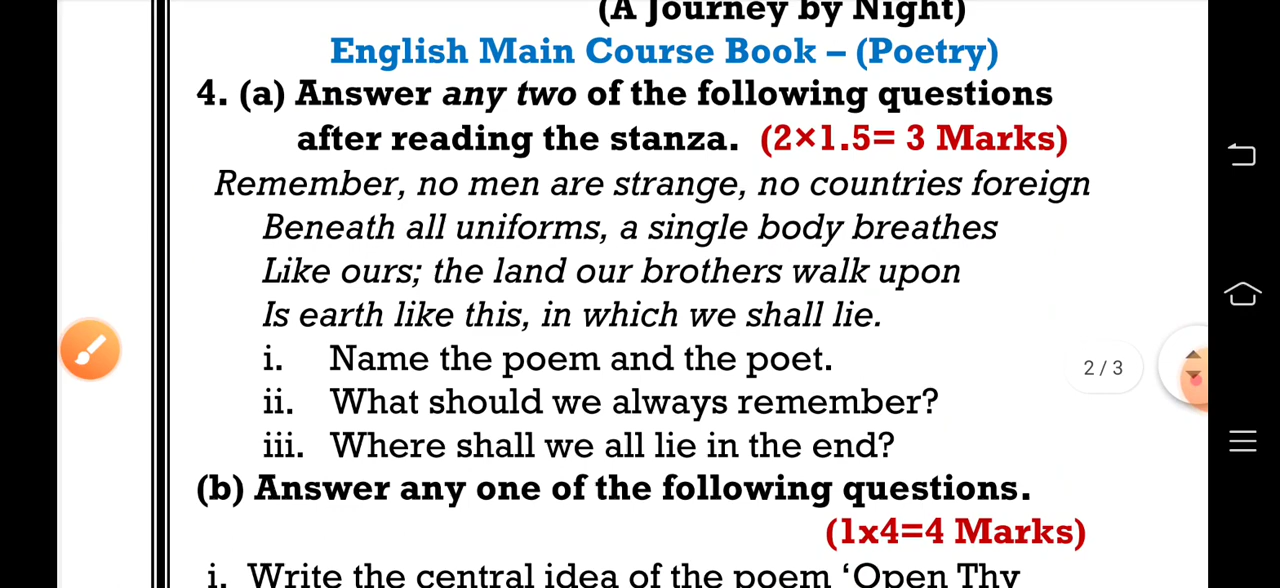 (A Journey by Night)
English Main Course Book – (Poetry)
4. (a) Answer any two of the following questions
after reading the stanza. (2×1.5= 3 Marks)
Remember, no men are strange, no countries foreign
Beneath all uniforms, a single body breathes
Like ours; the land our brothers walk upon
Is earth like this, in which we shall lie.
i. Name the poem and the poet.
2 / 3
ii. What should we always remember?
iii. Where shall we all lie in the end?
(b) Answer any one of the following questions.
(1x4=4 Marks)
i. Write the central idea of the poem ‘Open Thy